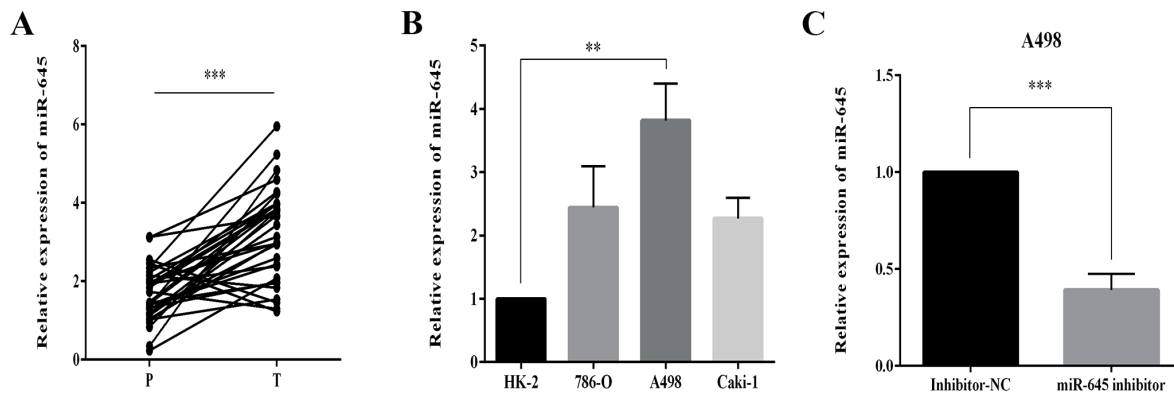 A
Relative expression of miR-645
8
6
4
2
0
***
P
T
B
Relative expression of miR-645
5
4
3
2
1
0
**
HK-2
786-O
A498
Caki-1
C
A498
Relative expression of miR-645
1.5
1.0
0.5
0.0
***
Inhibitor-NC
miR-645 inhibitor